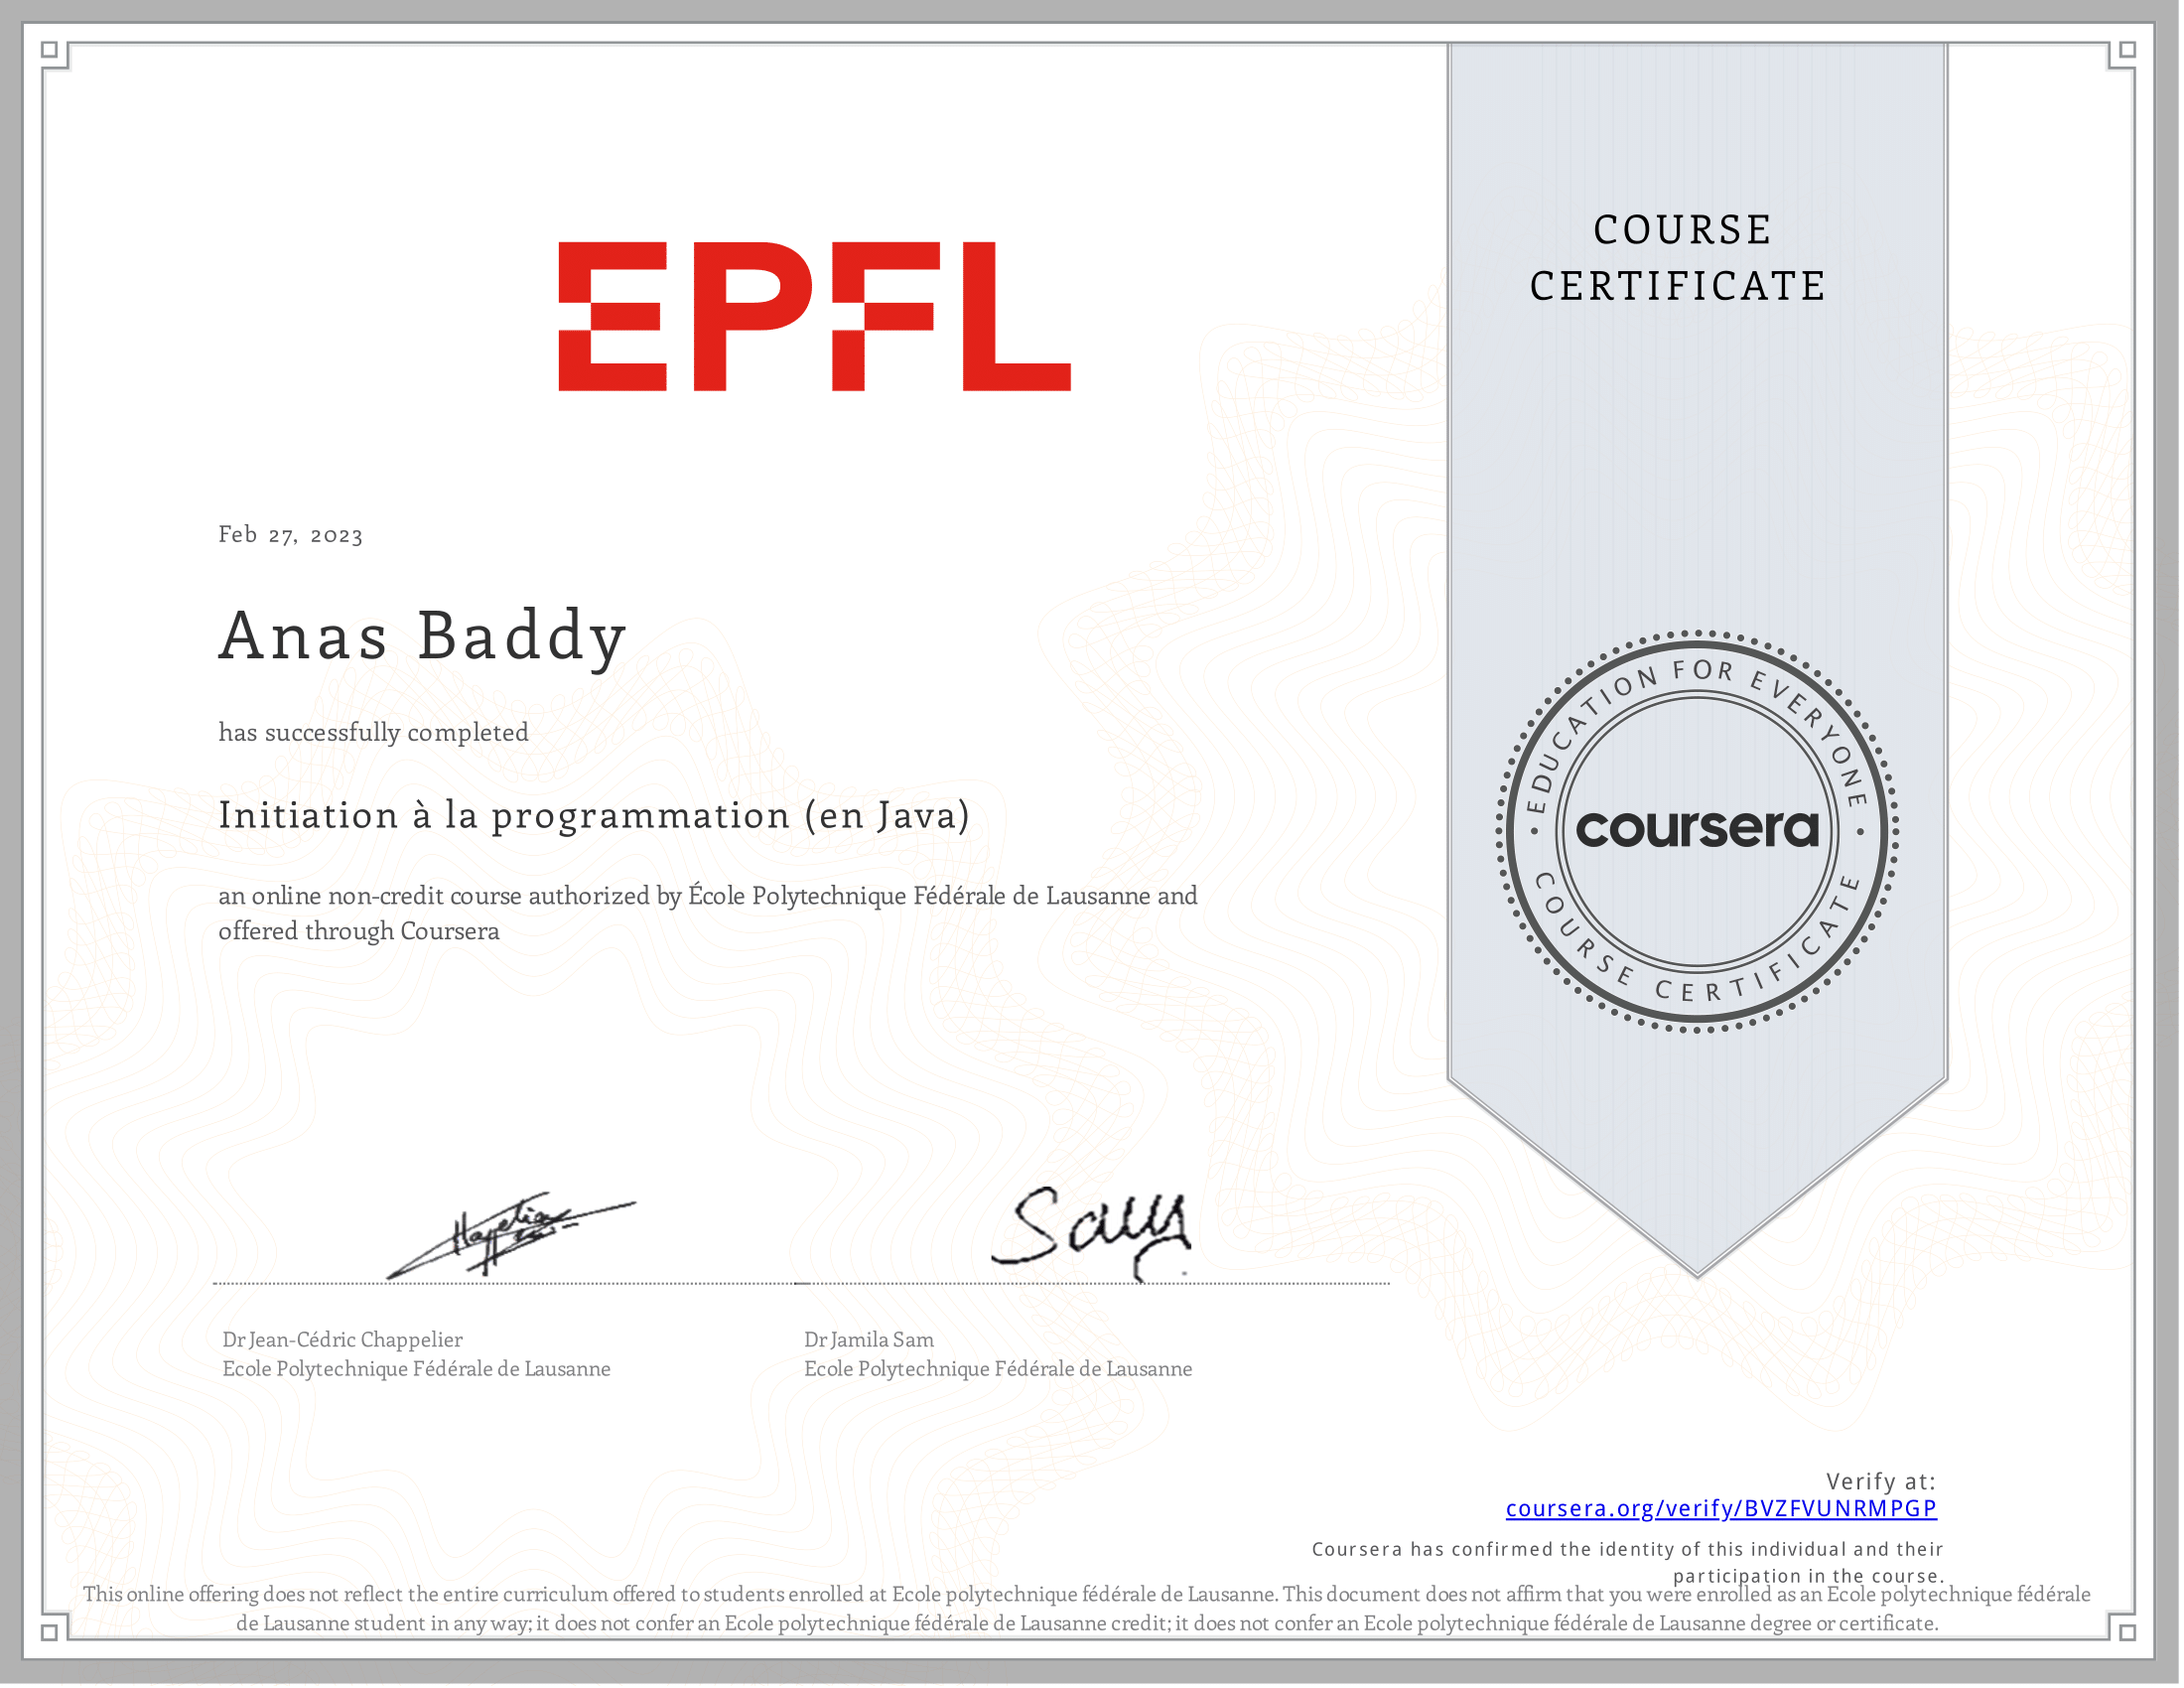 EPFL
COURSE
CERTIFICATE
Feb 27, 2023
Anas Baddy
has successfully completed
Initiation à la programmation (en Java)
an online non-credit course authorized by École Polytechnique Fédérale de Lausanne and
offered through Coursera
EDUCATION FOR EVERYONE
coursera
COURSE CERTIFICATE
Dr Jean-Cédric Chappelier
Ecole Polytechnique Fédérale de Lausanne
Dr Jamila Sam
Ecole Polytechnique Fédérale de Lausanne
Verify at:
coursera.org/verify/BVZFVUNRMPGP
Coursera has confirmed the identity of this individual and their
participation in the course.
This online offering does not reflect the entire curriculum offered to students enrolled at Ecole polytechnique fédérale de Lausanne. This document does not affirm that you were enrolled as an Ecole polytechnique fédérale
de Lausanne student in any way; it does not confer an Ecole polytechnique fédérale de Lausanne credit; it does not confer an Ecole polytechnique fédérale de Lausanne degree or certificate.